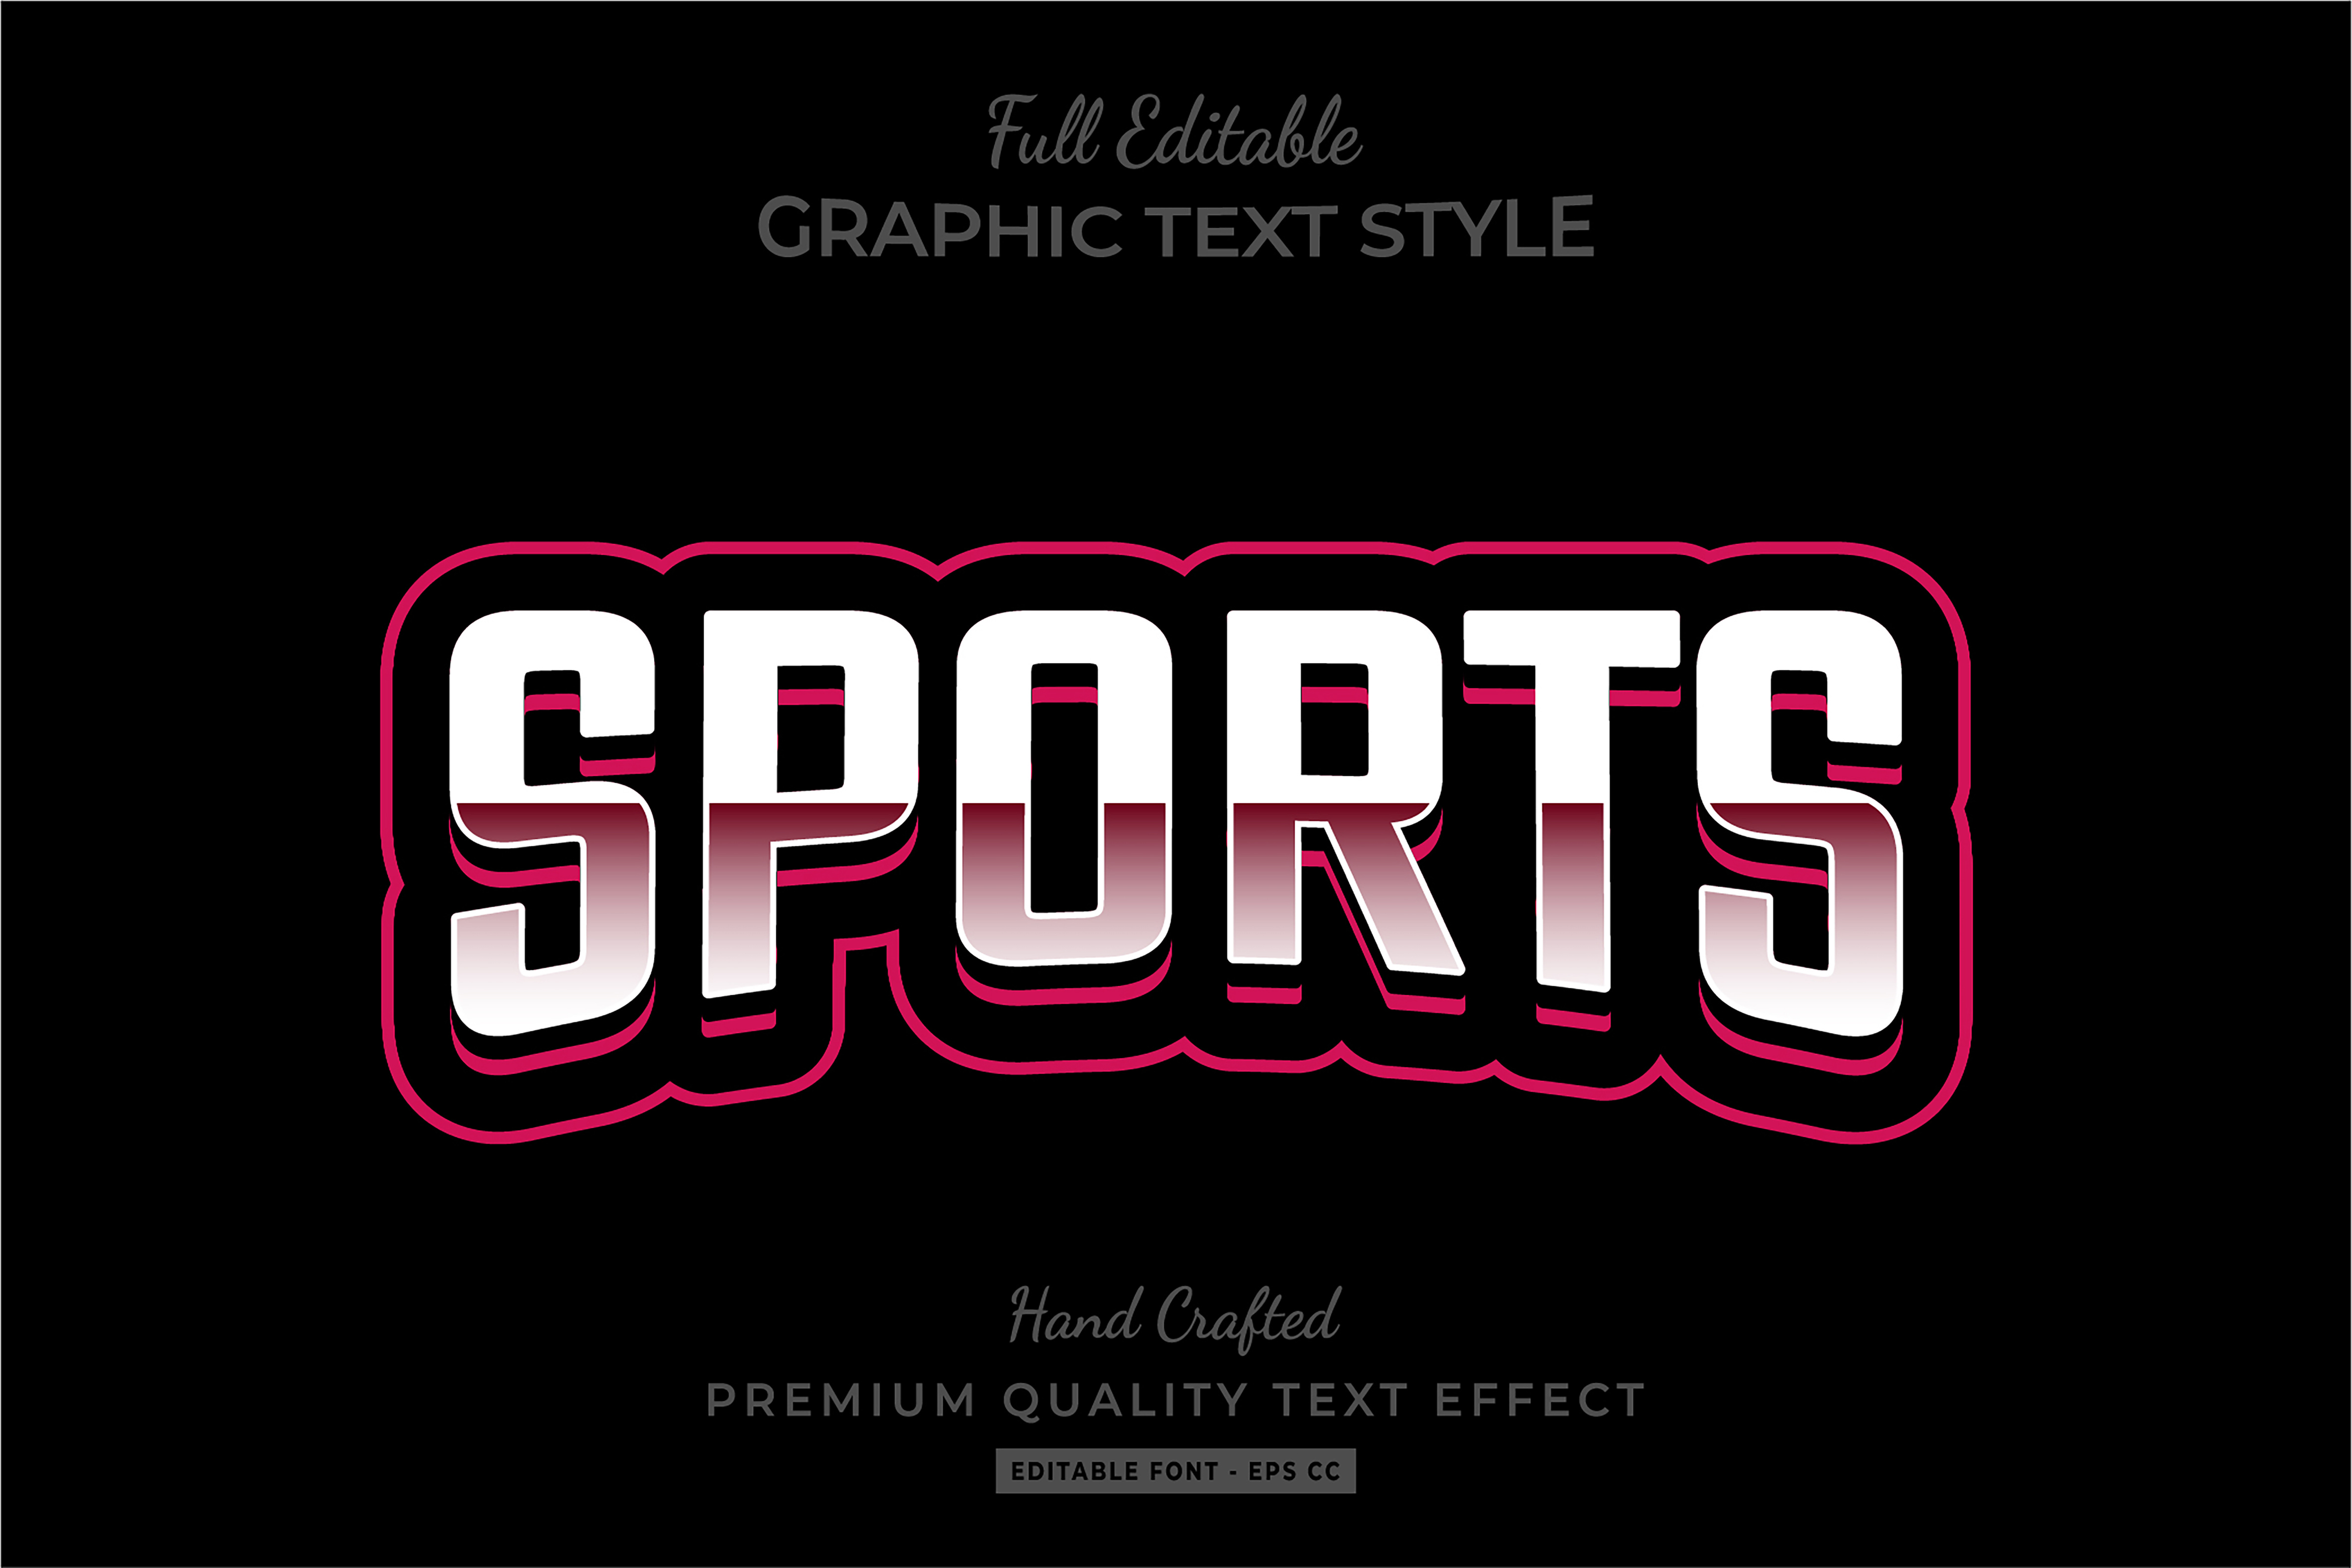 Full Editable
GRAPHIC TEXT STYLE
SPORTS
Hand Crafted
PREMIUM QUALITY TEXT EFFECT
EDITABLE FONT - EPS CC